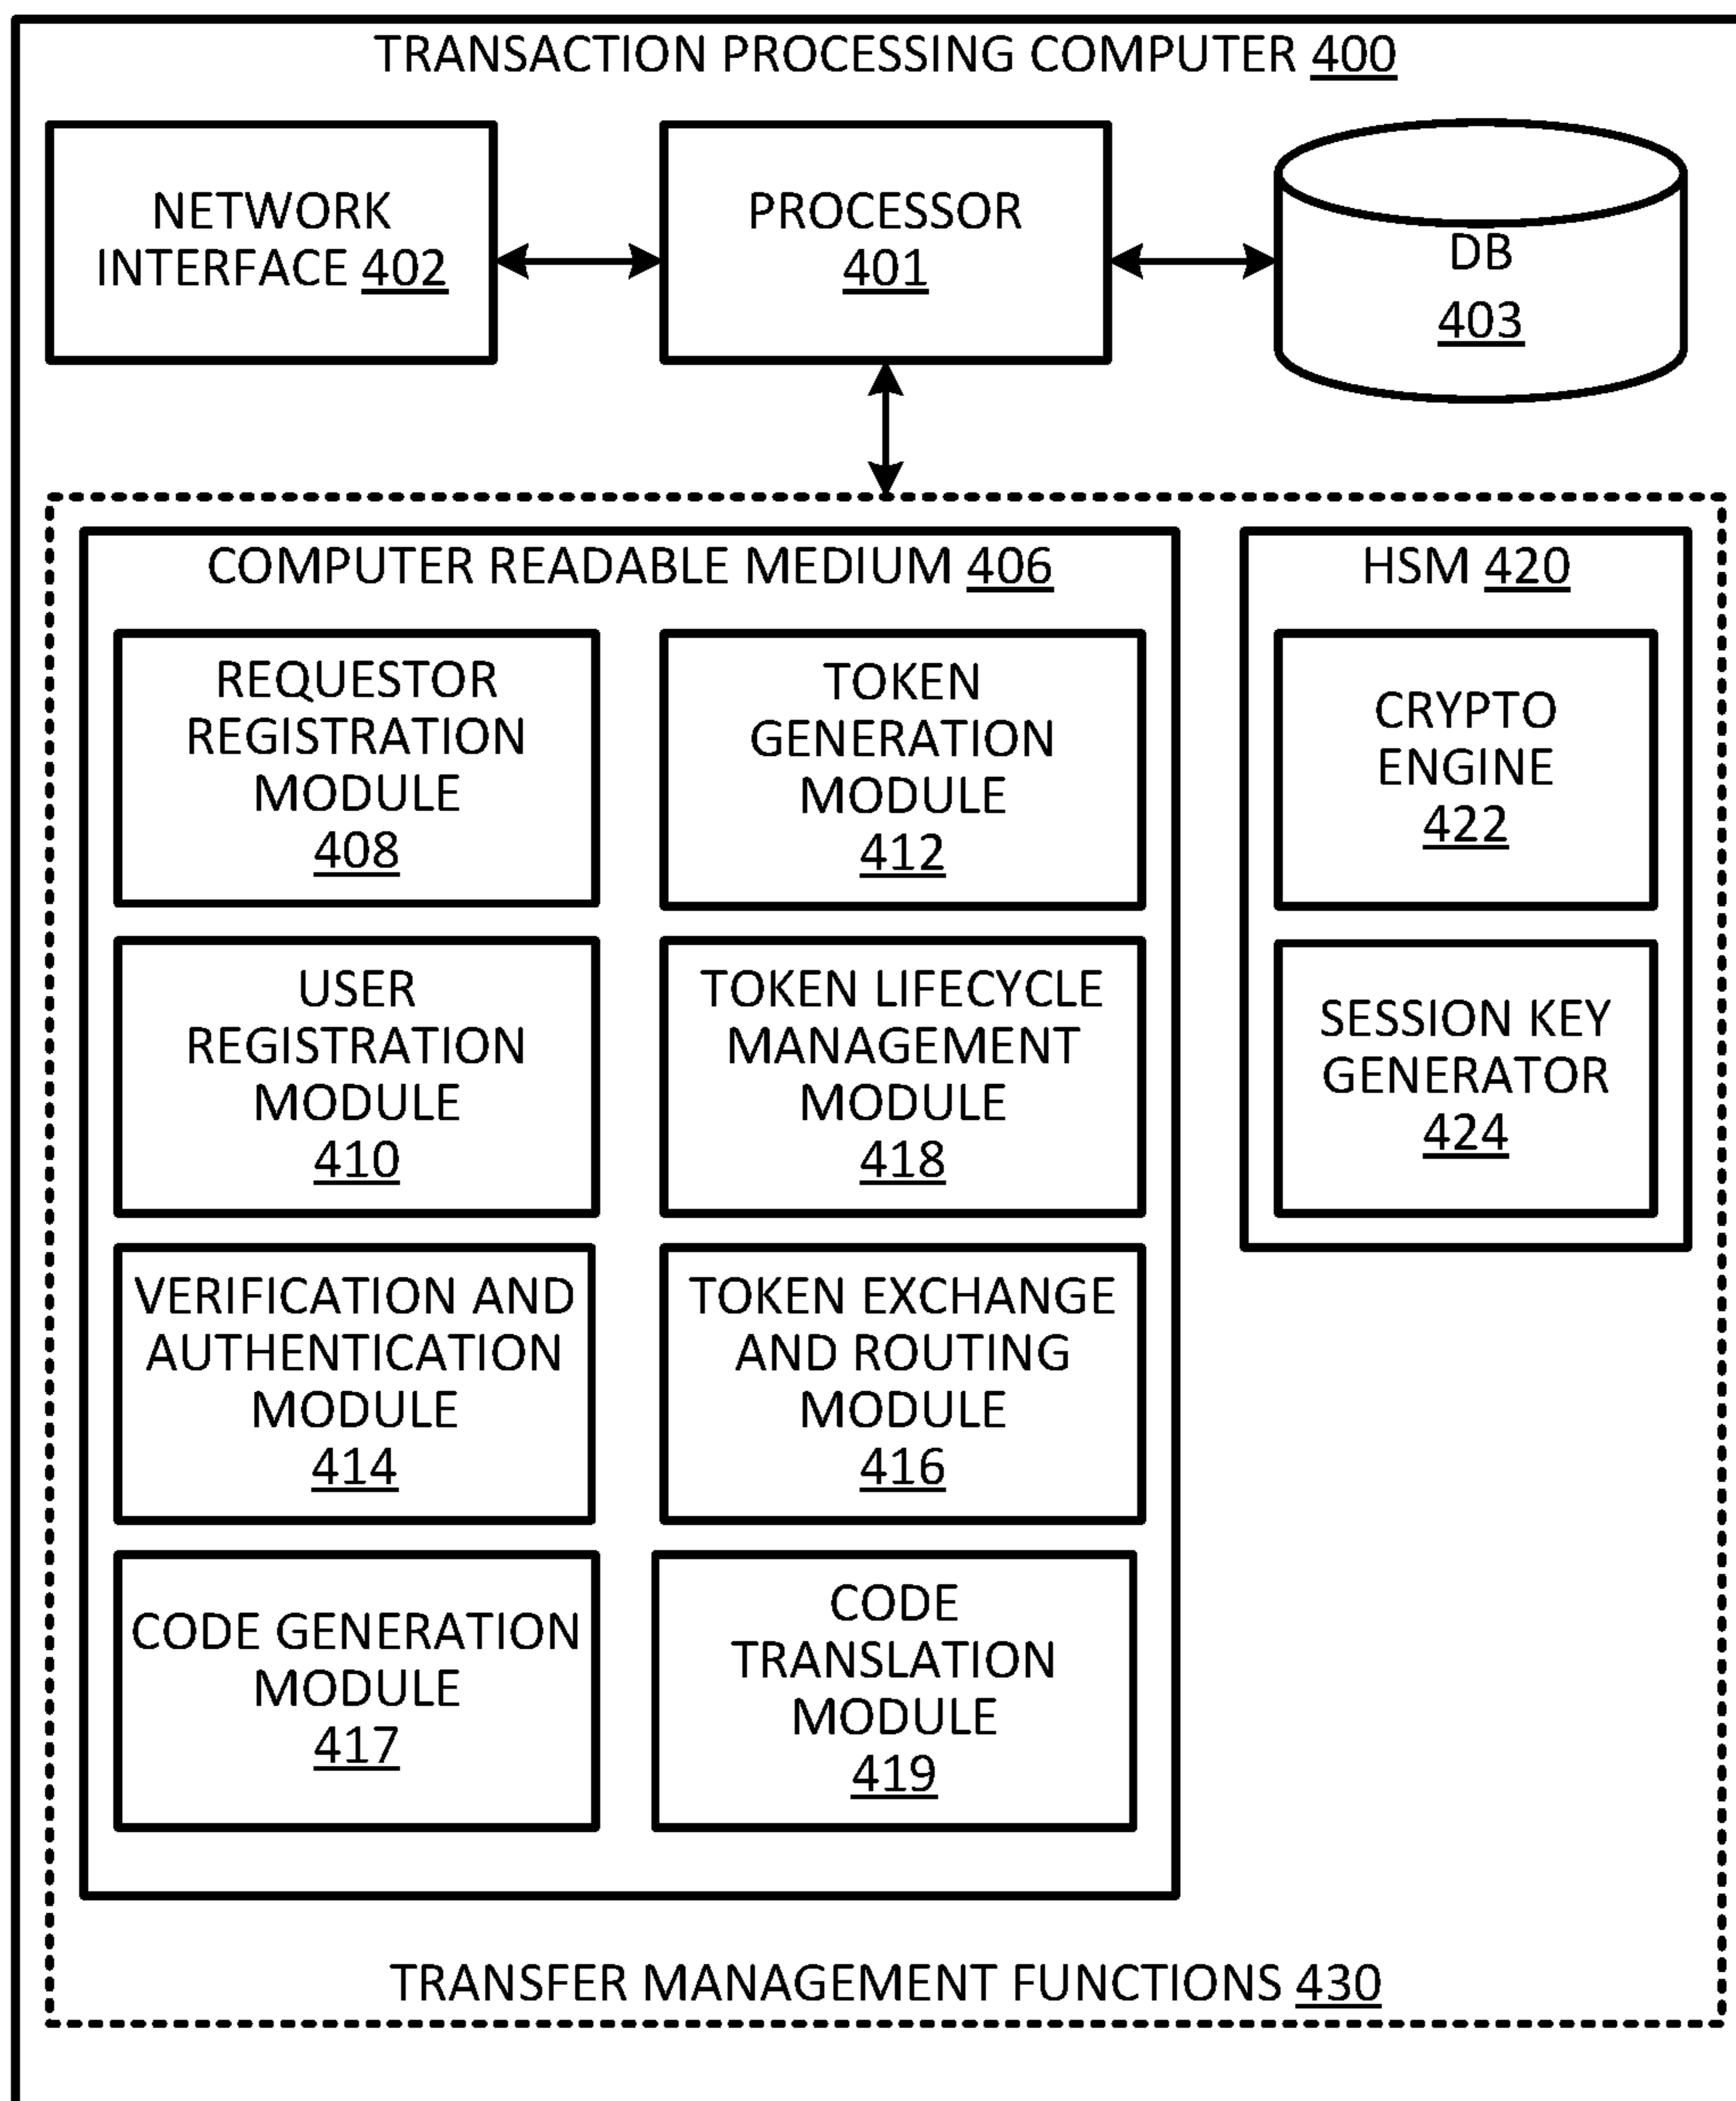 TRANSACTION PROCESSING COMPUTER 400
NETWORK
INTERFACE 402
PROCESSOR
401
DB
403
COMPUTER READABLE MEDIUM 406
REQUESTOR
REGISTRATION
MODULE
408
TOKEN
GENERATION
MODULE
412
USER
REGISTRATION
MODULE
410
TOKEN LIFECYCLE
MANAGEMENT
MODULE
418
VERIFICATION AND
AUTHENTICATION
MODULE
414
TOKEN EXCHANGE
AND ROUTING
MODULE
416
CODE GENERATION
MODULE
417
CODE
TRANSLATION
MODULE
419
HSM 420
CRYPTO
ENGINE
422
SESSION KEY
GENERATOR
424
TRANSFER MANAGEMENT FUNCTIONS 430